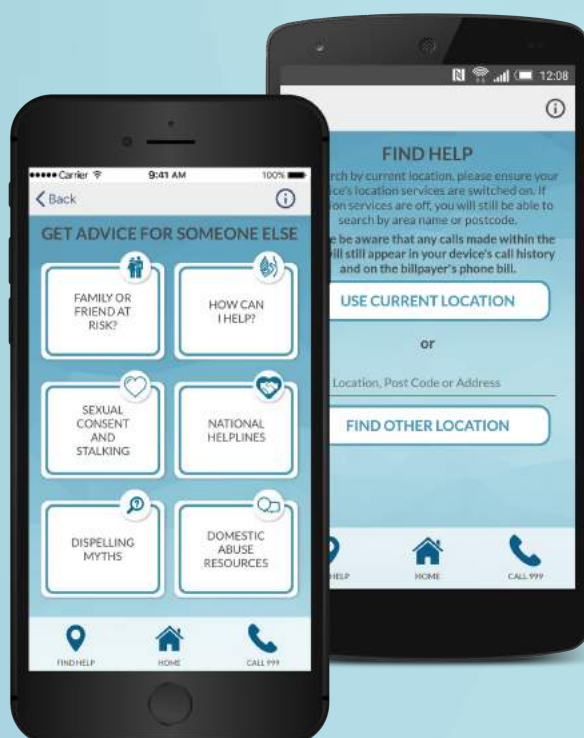 Carrier 9:41 AM 100%
Back
GET ADVICE FOR SOMEONE ELSE
FAMILY OR
FRIEND AT
RISK?
HOW CAN
I HELP?
SEXUAL
CONSENT
AND
STALKING
NATIONAL
HELPLINES
DISPELLING
MYTHS
DOMESTIC
ABUSE
RESOURCES
FIND HELP HOME CALL 999
12:08
FIND HELP
rch by current location, please ensure your
ice's location services are switched on. If
ion services are off, you will still be able to
search by area name or postcode.
e be aware that any calls made within the
will still appear in your device's call history
and on the billpayer's phone bill.
USE CURRENT LOCATION
or
Location, Post Code or Address
FIND OTHER LOCATION
HELP HOME CALL 999